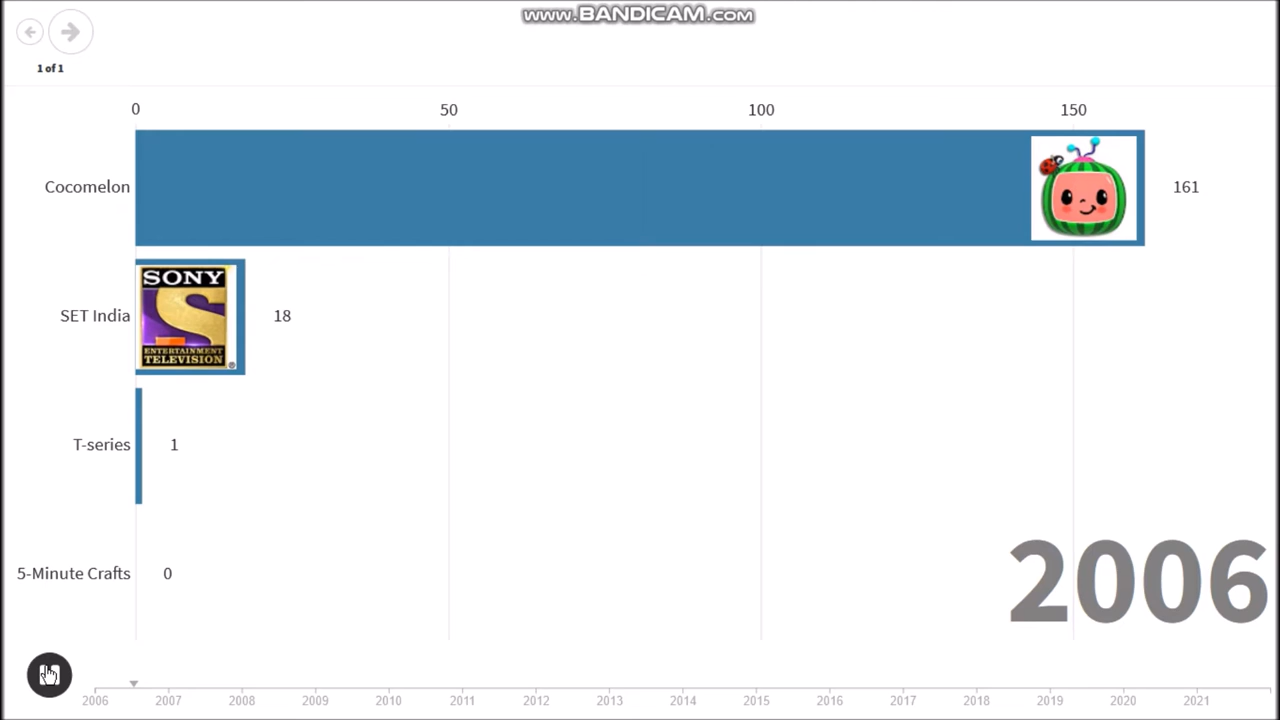 www.BANDICAM.com
1 of 1
0 50 100 150
Cocomelon 161
SONY
ENTERTAINMENT
TELEVISION ®
SET India 18
T-series 1
5-Minute Crafts 0
2006
2006 2007 2008 2009 2010 2011 2012 2013 2014 2015 2016 2017 2018 2019 2020 2021